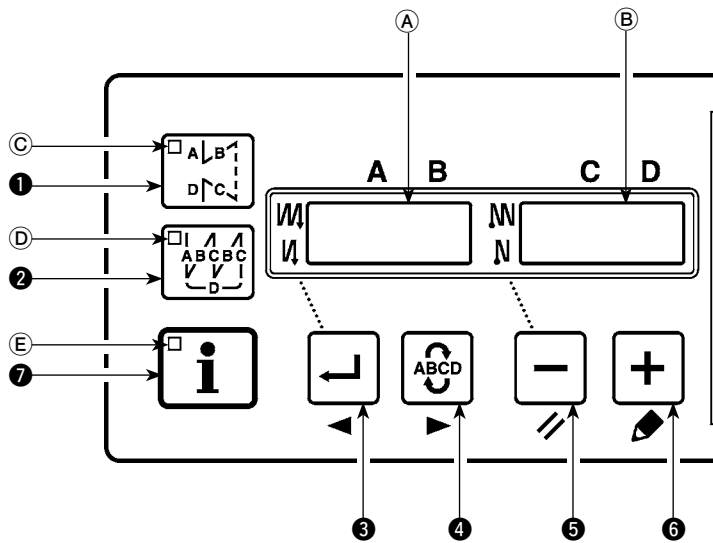 Ⓐ Ⓑ
Ⓒ A B
❶ D C
A B C D
Ⓓ
A B C B C
❷ D
Ⓔ
❼ i
ABCD
− +
❸ ❹ ❺ ❻